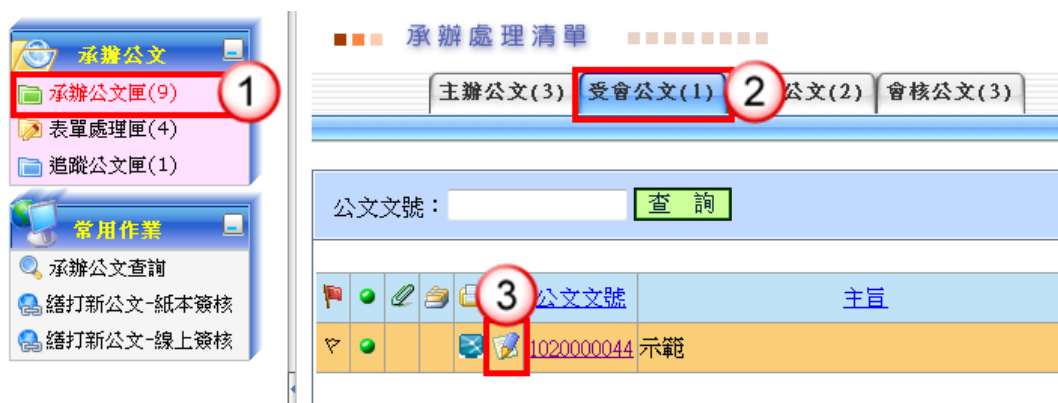 承辦公文
承辦公文匣(9)
1
表單處理匣(4)
追蹤公文匣(1)
常用作業
承辦公文查詢
繕打新公文-紙本簽核
繕打新公文-線上簽核
承辦處理清單
主辦公文(3) 受會公文(1) 2 公文(2) 會核公文(3)
公文文號： 查 詢
3 公文文號 主旨
1020000044 示範